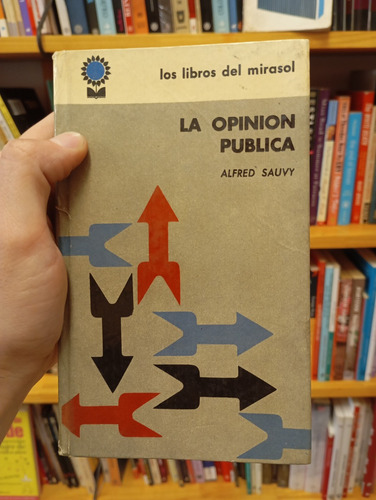 los libros del mirasol
LA OPINION
PUBLICA
ALFRED SAUVY